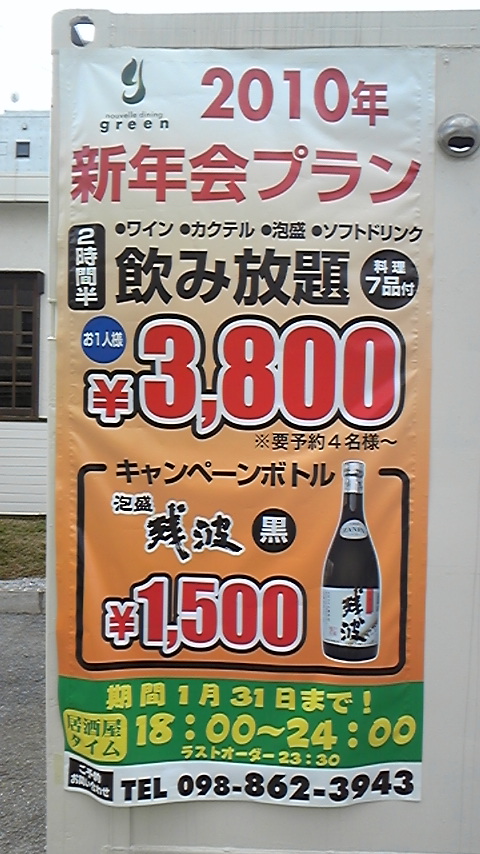 nouvelle dining
green
2010年
新年会プラン
2時間半
●ワイン ●カクテル ●泡盛 ●ソフトドリンク
飲み放題
料理
7品付
お1人様
¥3,800
※要予約4名様〜
キャンペーンボトル
泡盛
残波
黒
¥1,500
残波
期間1月31日まで！
居酒屋
タイム
18：00〜24：00
ラストオーダー23:30
ご予約
お問い合わせ
TEL 098-862-3943